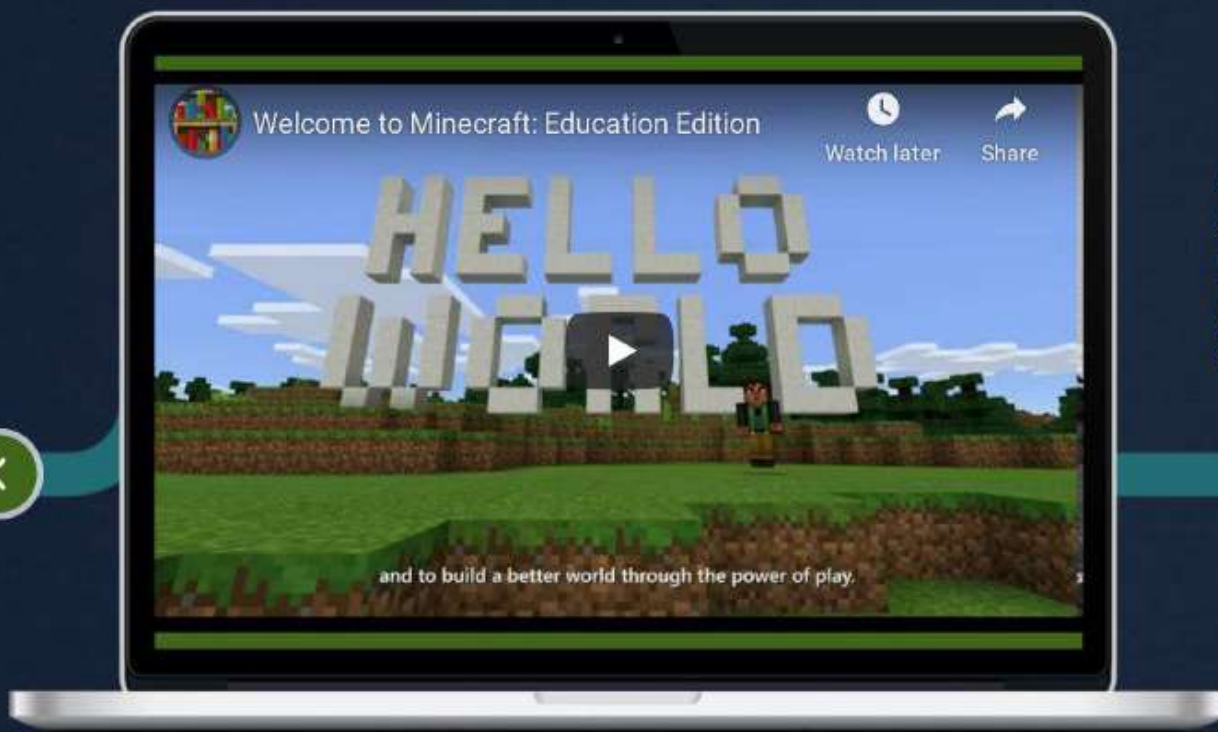 Welcome to Minecraft: Education Edition
Watch later
Share
HELLO
WORLD
and to build a better world through the power of play.